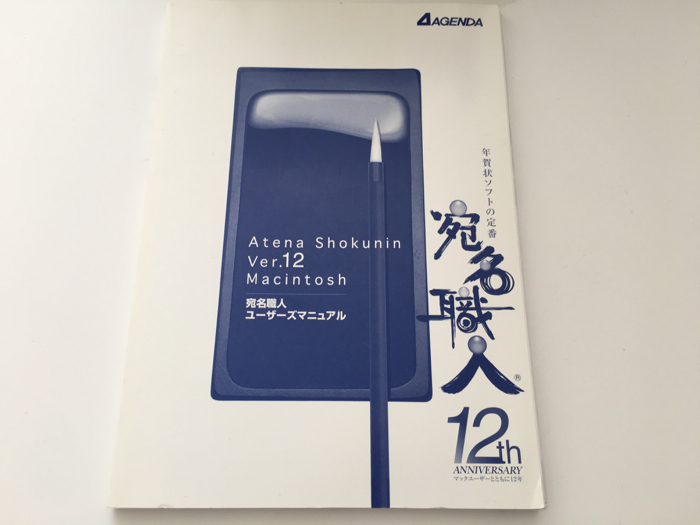 AGENDA
年賀状ソフトの定番
宛名職人®
Atena Shokunin
Ver.12
Macintosh
宛名職人
ユーザーズマニュアル
12th
ANNIVERSARY
マックユーザーとともに12年